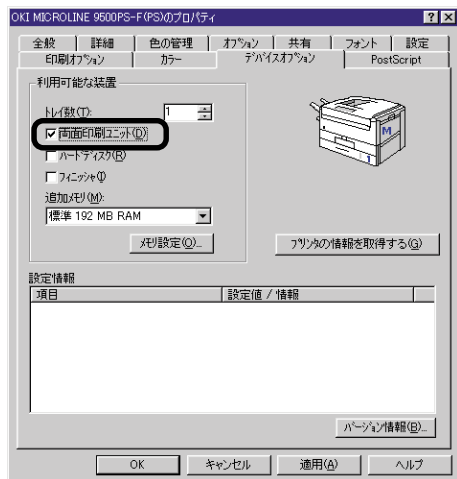 OKI MICROLINE 9500PS-F(PS)のプロパティ
全般 詳細 色の管理 オプション 共有 フォント 設定
印刷オプション カラー デバイスオプション PostScript
利用可能な装置
トレイ数(T): 1
両面印刷ユニット(D)
ハードディスク(R)
フィニッシャ(I)
追加メモリ(M):
標準 192 MB RAM
メモリ設定(O)...
M
1
プリンタの情報を取得する(G)
設定情報
項目 設定値 / 情報
バージョン情報(B)...
OK キャンセル 適用(A) ヘルプ